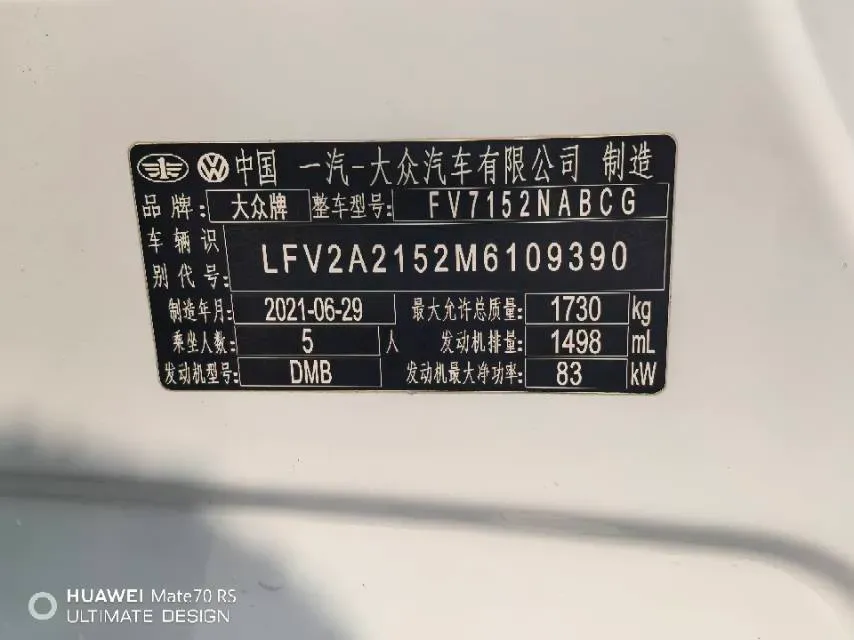 中国 一汽-大众汽车有限公司 制造
品牌: 大众牌 整车型号: FV7152NABCG
车辆识别代号: LFV2A2152M6109390
制造年月: 2021-06-29 最大允许总质量: 1730 kg
乘坐人数: 5 人 发动机排量: 1498 mL
发动机型号: DMB 发动机最大净功率: 83 kW
HUAWEI Mate70 RS
ULTIMATE DESIGN